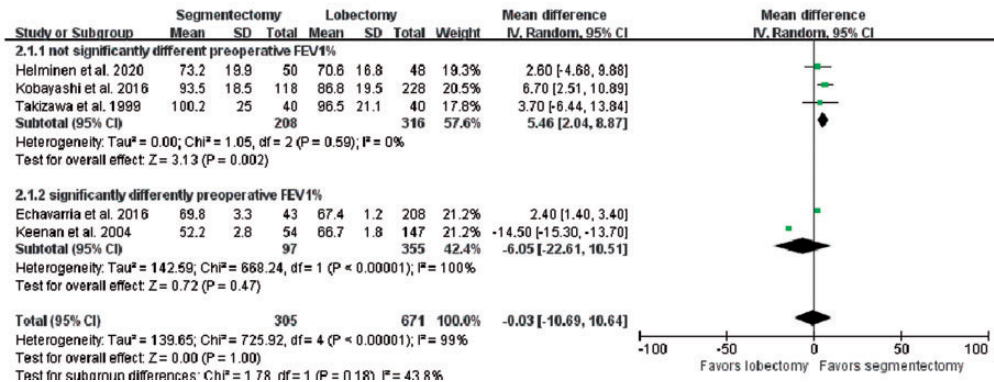 Segmentectomy Lobectomy Mean difference Mean difference
Study or Subgroup Mean SD Total Mean SD Total Weight IV, Random, 95% CI IV, Random, 95% CI
2.1.1 not significantly different preoperative FEV1%
Helminen et al. 2020 73.2 19.9 50 70.6 16.8 48 19.3% 2.60 [-4.68, 9.88]
Kobayashi et al. 2016 93.5 18.5 118 86.8 19.5 228 20.5% 6.70 [2.51, 10.89]
Takizawa et al. 1999 100.2 25 40 96.5 21.1 40 17.8% 3.70 [-6.44, 13.84]
Subtotal (95% CI) 208 316 57.6% 5.46 [2.04, 8.87]
Heterogeneity: Tau² = 0.00; Chi² = 1.05, df = 2 (P = 0.59); I² = 0%
Test for overall effect: Z = 3.13 (P = 0.002)
2.1.2 significantly differently preoperative FEV1%
Echavarria et al. 2016 69.8 3.3 43 67.4 1.2 208 21.2% 2.40 [1.40, 3.40]
Keenan et al. 2004 52.2 2.8 54 66.7 1.8 147 21.2% -14.50 [-15.30, -13.70]
Subtotal (95% CI) 97 355 42.4% -6.05 [-22.61, 10.51]
Heterogeneity: Tau² = 142.59; Chi² = 668.24, df = 1 (P < 0.00001); I² = 100%
Test for overall effect: Z = 0.72 (P = 0.47)
Total (95% CI) 305 671 100.0% -0.03 [-10.69, 10.64]
Heterogeneity: Tau² = 139.65; Chi² = 725.92, df = 4 (P < 0.00001); I² = 99%
Test for overall effect: Z = 0.00 (P = 1.00)
Test for subgroup differences: Chi² = 1.78, df = 1 (P = 0.18), I² = 43.8%
-100 -50 0 50 100
Favors lobectomy Favors segmentectomy